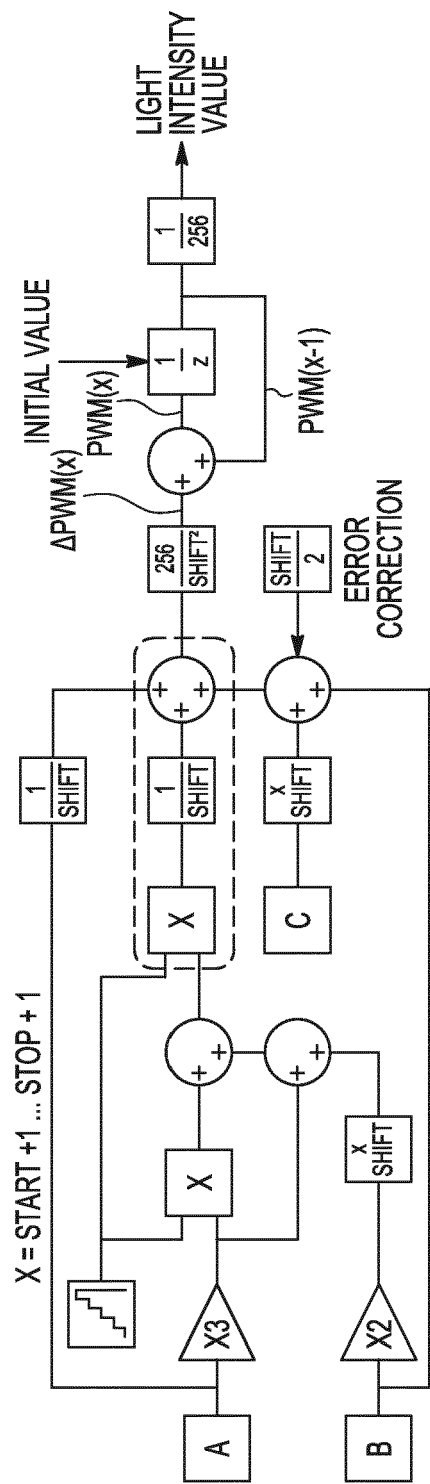 X = START +1 ... STOP + 1
A
X3
X
B
X2
x
SHIFT
+
+
+
+
X
C
1
SHIFT
1
SHIFT
x
SHIFT
+
+
+
+
+
SHIFT
2
ERROR
CORRECTION
256
SHIFT²
ΔPWM(x)
+
+
PWM(x)
INITIAL VALUE
1
z
PWM(x-1)
1
256
LIGHT
INTENSITY
VALUE